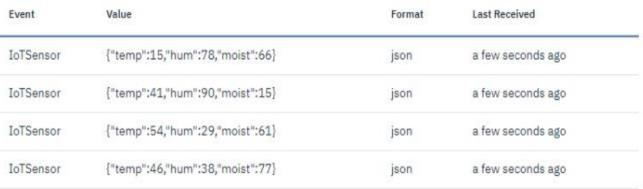 Event Value Format Last Received
IoTSensor {"temp":15,"hum":78,"moist":66} json a few seconds ago
IoTSensor {"temp":41,"hum":90,"moist":15} json a few seconds ago
IoTSensor {"temp":54,"hum":29,"moist":61} json a few seconds ago
IoTSensor {"temp":46,"hum":38,"moist":77} json a few seconds ago